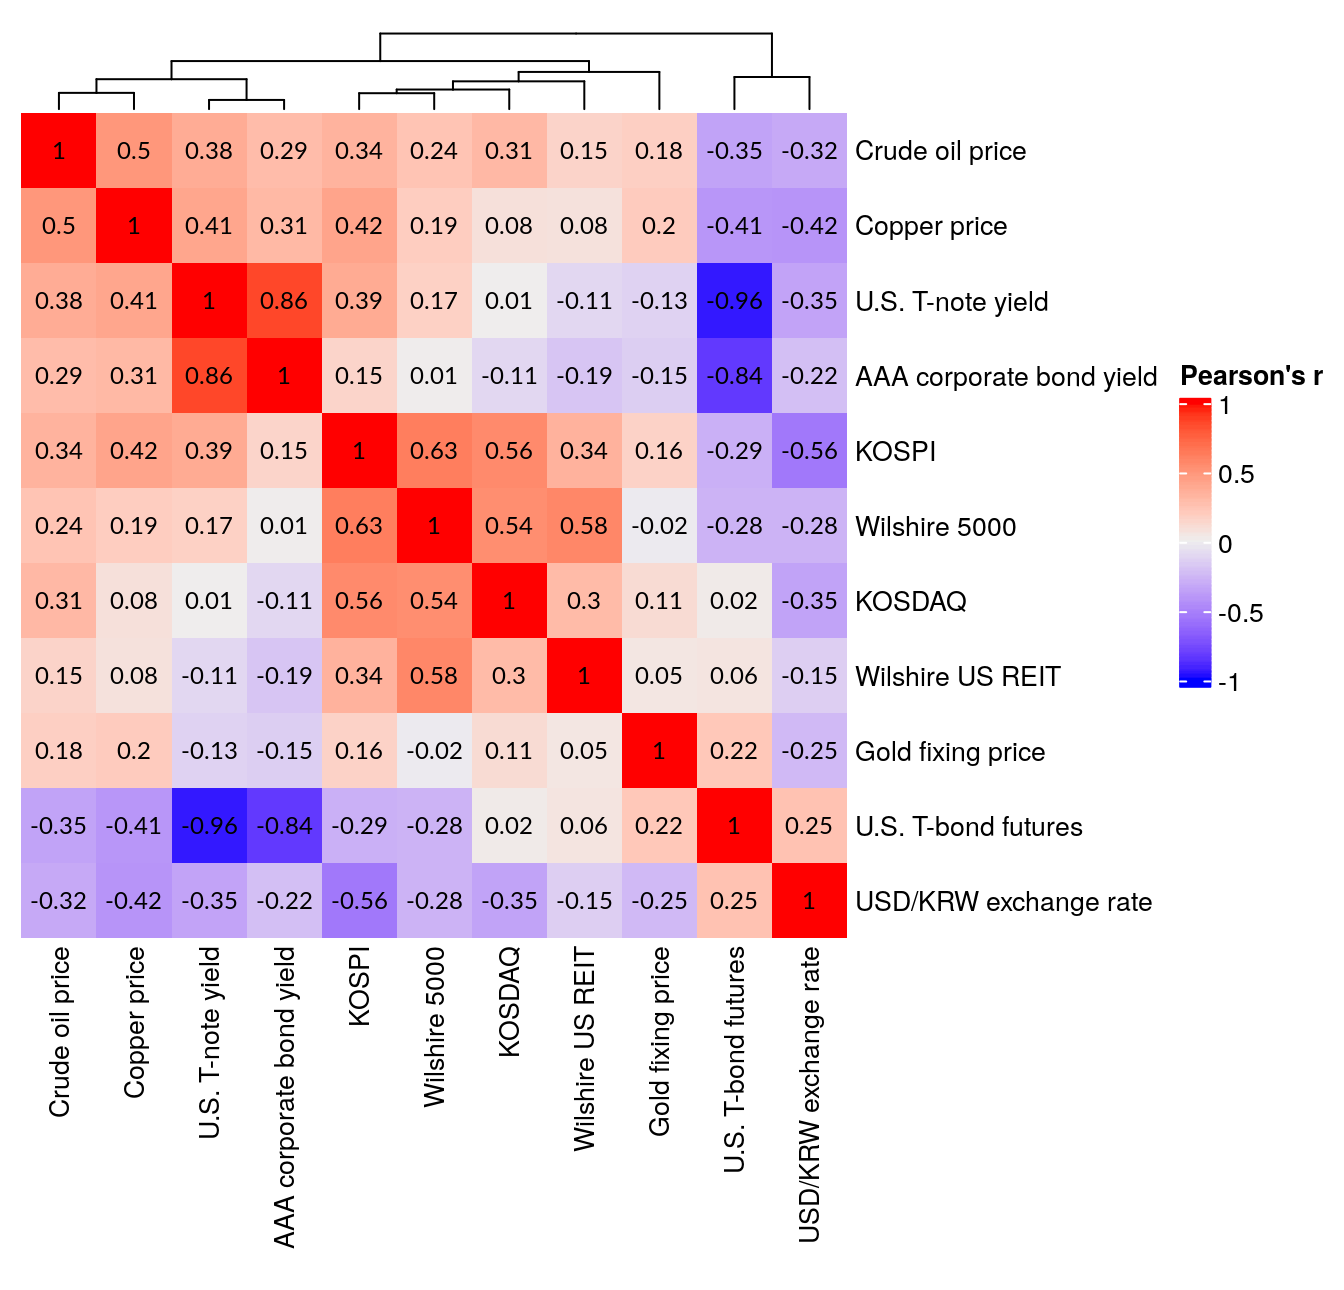 1 0.5 0.38 0.29 0.34 0.24 0.31 0.15 0.18 -0.35 -0.32 Crude oil price
0.5 1 0.41 0.31 0.42 0.19 0.08 0.08 0.2 -0.41 -0.42 Copper price
0.38 0.41 1 0.86 0.39 0.17 0.01 -0.11 -0.13 -0.96 -0.35 U.S. T-note yield
0.29 0.31 0.86 1 0.15 0.01 -0.11 -0.19 -0.15 -0.84 -0.22 AAA corporate bond yield
0.34 0.42 0.39 0.15 1 0.63 0.56 0.34 0.16 -0.29 -0.56 KOSPI
0.24 0.19 0.17 0.01 0.63 1 0.54 0.58 -0.02 -0.28 -0.28 Wilshire 5000
0.31 0.08 0.01 -0.11 0.56 0.54 1 0.3 0.11 0.02 -0.35 KOSDAQ
0.15 0.08 -0.11 -0.19 0.34 0.58 0.3 1 0.05 0.06 -0.15 Wilshire US REIT
0.18 0.2 -0.13 -0.15 0.16 -0.02 0.11 0.05 1 0.22 -0.25 Gold fixing price
-0.35 -0.41 -0.96 -0.84 -0.29 -0.28 0.02 0.06 0.22 1 0.25 U.S. T-bond futures
-0.32 -0.42 -0.35 -0.22 -0.56 -0.28 -0.35 -0.15 -0.25 0.25 1 USD/KRW exchange rate
Crude oil price
Copper price
U.S. T-note yield
AAA corporate bond yield
KOSPI
Wilshire 5000
KOSDAQ
Wilshire US REIT
Gold fixing price
U.S. T-bond futures
USD/KRW exchange rate
Pearson's r
1
0.5
0
-0.5
-1